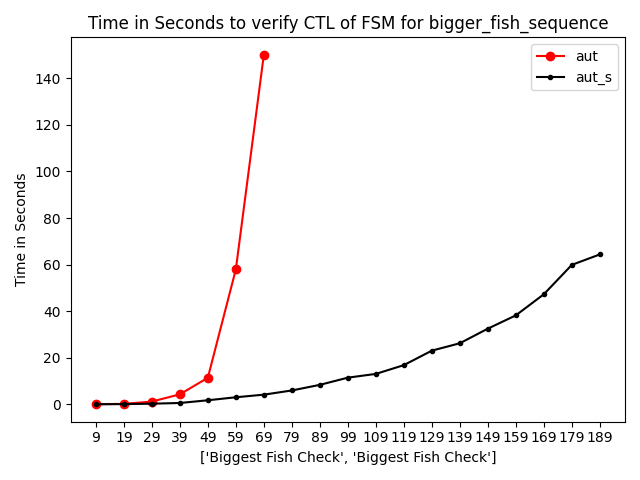 Time in Seconds to verify CTL of FSM for bigger_fish_sequence
aut
aut_s
Time in Seconds
140
120
100
80
60
40
20
0
9 19 29 39 49 59 69 79 89 99 109 119 129 139 149 159 169 179 189
['Biggest Fish Check', 'Biggest Fish Check']